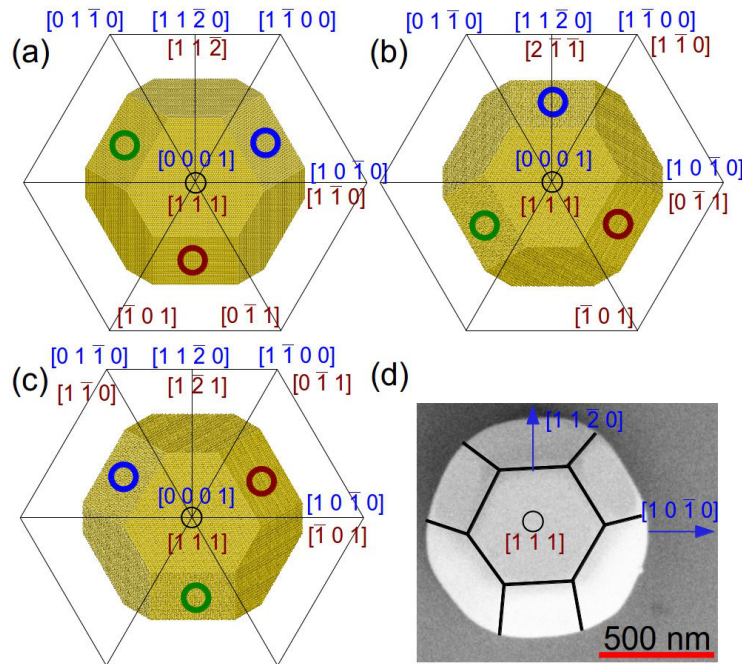 (a)
[0 1 1̅ 0] [1 1 2̅ 0] [1 1̅ 0 0]
[1 1 2̅]
[0 0 0 1]
[1 0 1̅ 0]
[1 1 1]
[1 1̅ 0]
[1̅ 0 1] [0 1̅ 1]
(b)
[0 1 1̅ 0] [1 1 2̅ 0] [1 1̅ 0 0]
[2 1̅ 1̅] [1 1̅ 0]
[0 0 0 1]
[1 0 1̅ 0]
[1 1 1]
[0 1̅ 1]
[1̅ 0 1]
(c)
[0 1 1̅ 0] [1 1 2̅ 0] [1 1̅ 0 0]
[1 1̅ 0] [1 2̅ 1] [0 1̅ 1]
[0 0 0 1]
[1 0 1̅ 0]
[1 1 1]
[1̅ 0 1]
(d)
[1 1 2̅ 0]
[1 0 1̅ 0]
[1 1 1]
500 nm